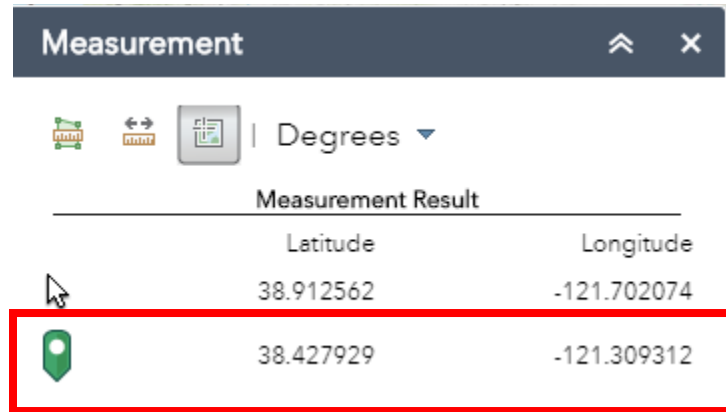 Measurement
| Degrees
Measurement Result
Latitude Longitude
38.912562 -121.702074
38.427929 -121.309312